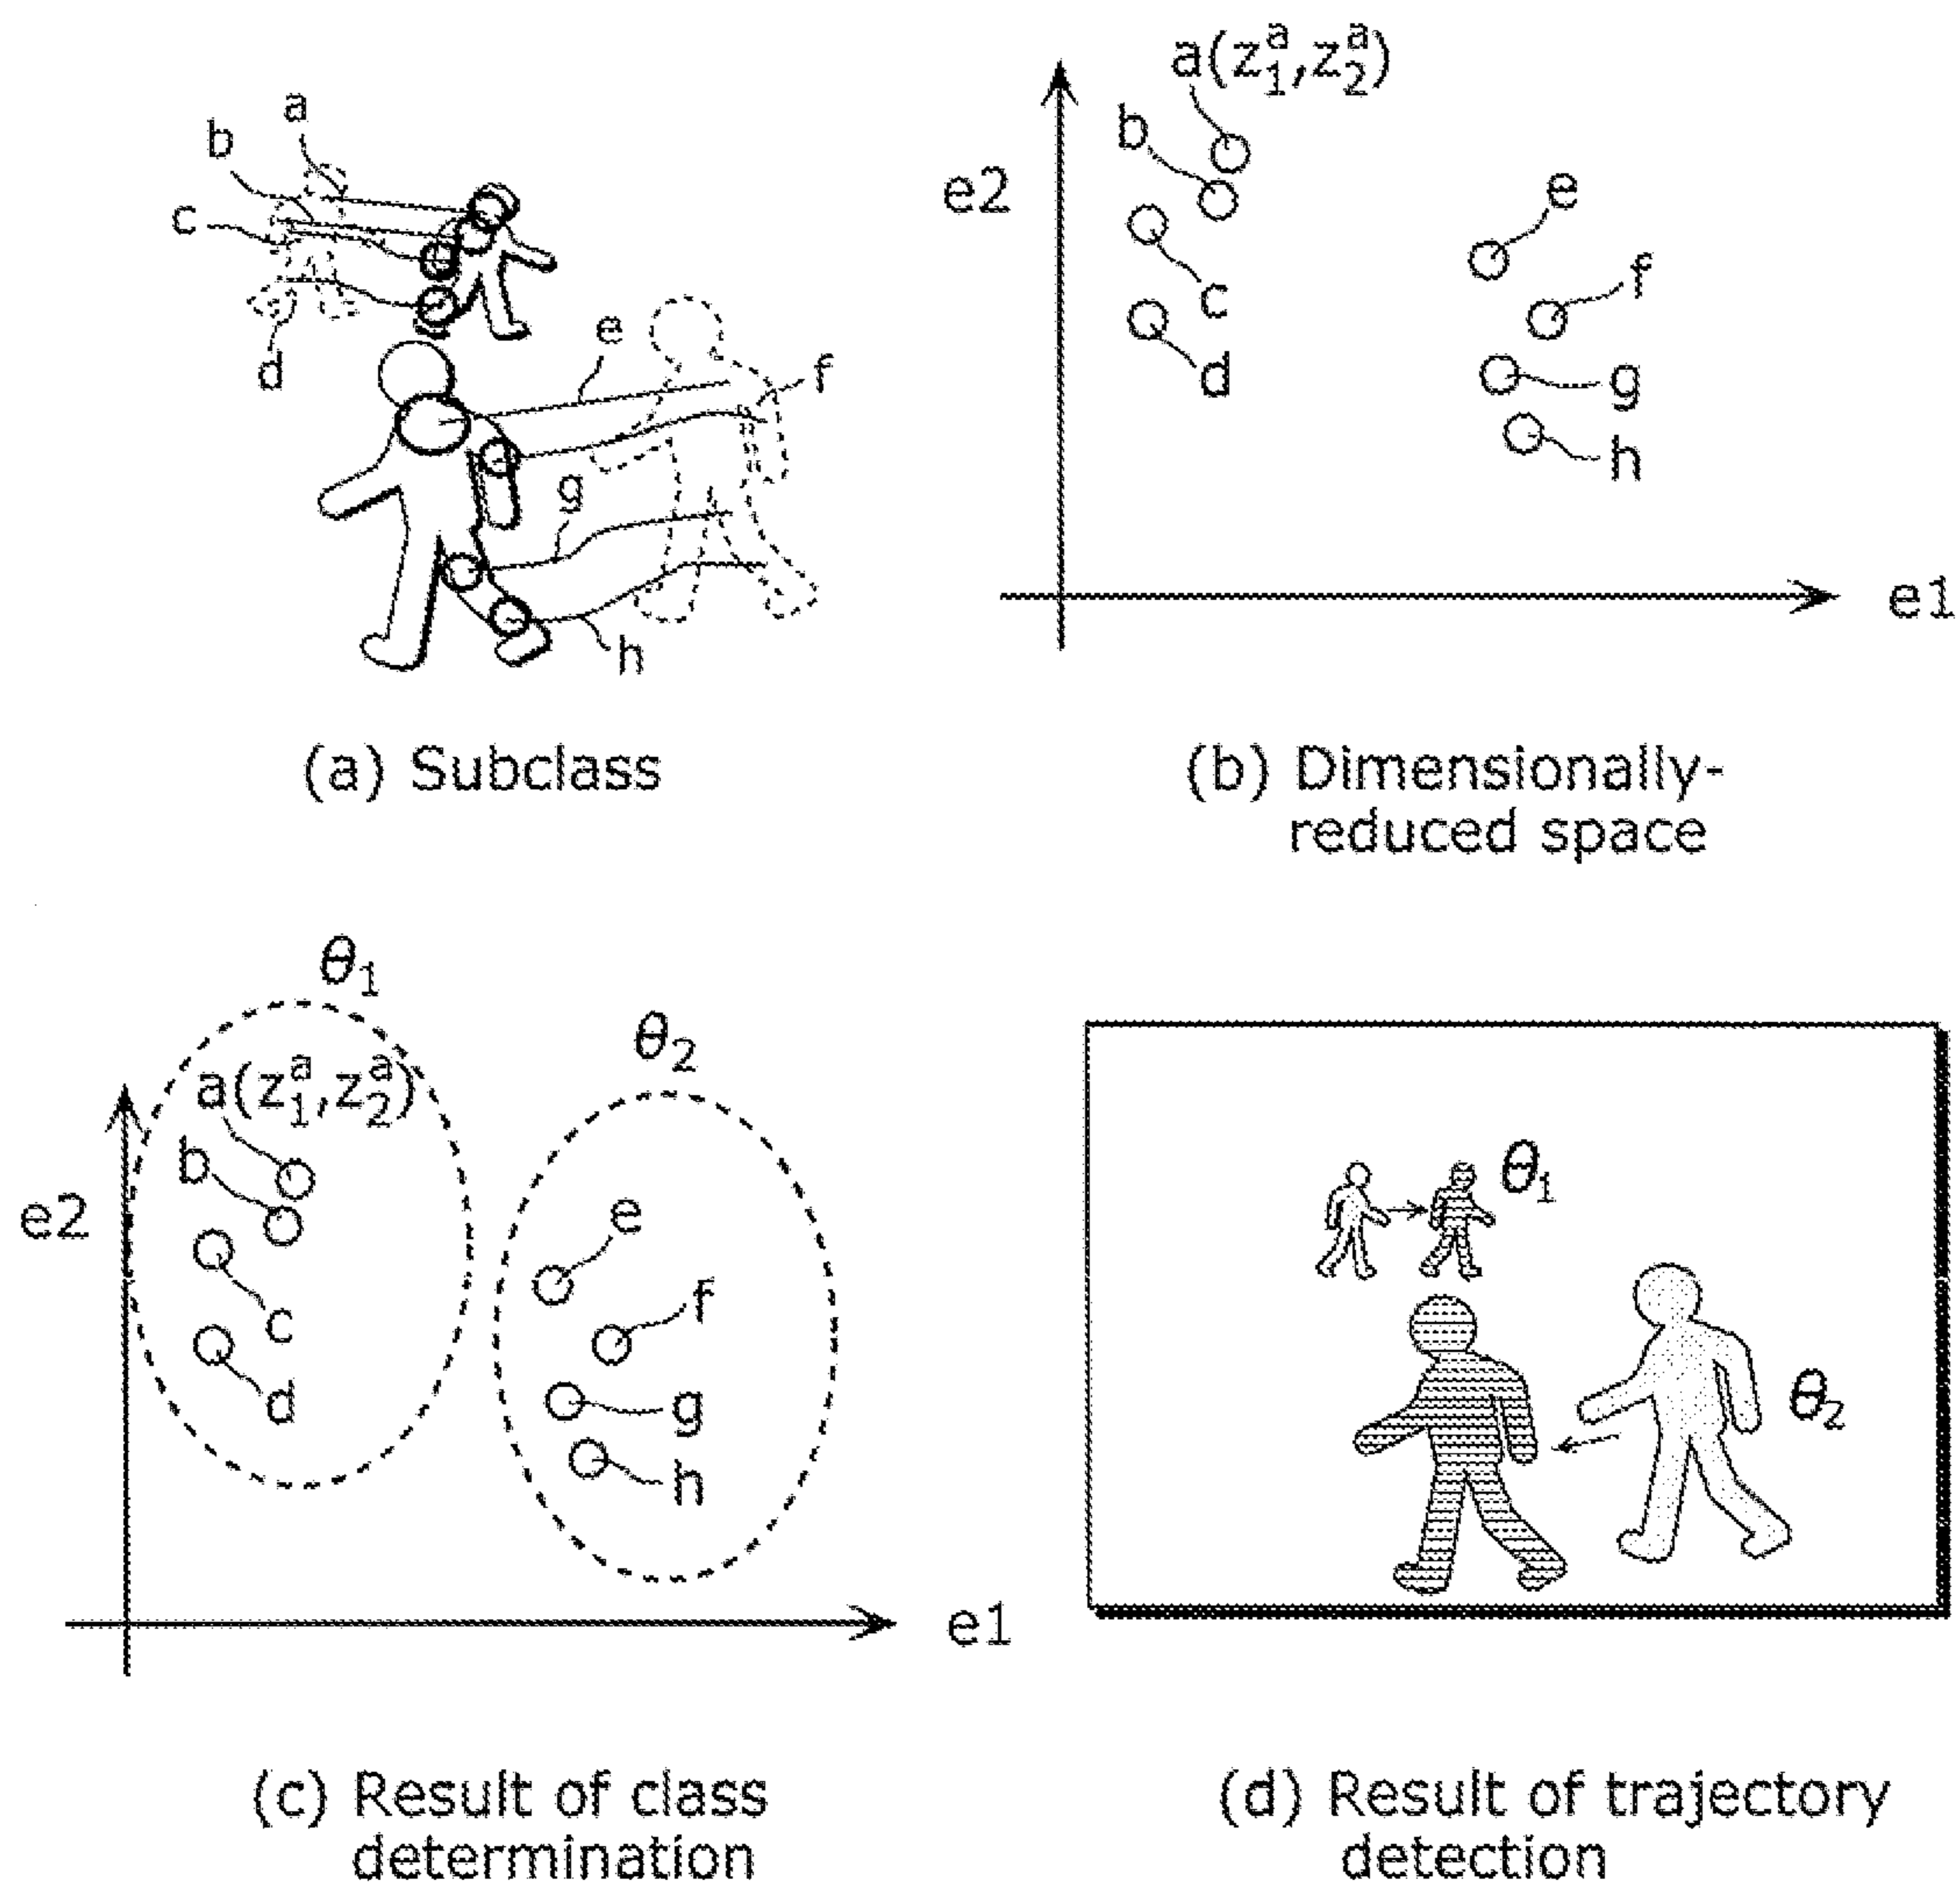 a
b
c
d
e
f
g
h
(a) Subclass
a(z₁ᵃ,z₂ᵃ)
b
e2
c
d
e
f
g
h
e1
(b) Dimensionally-
reduced space
θ₁
θ₂
a(z₁ᵃ,z₂ᵃ)
b
e2
c
d
e
f
g
h
e1
(c) Result of class
determination
θ₁
θ₂
(d) Result of trajectory
detection